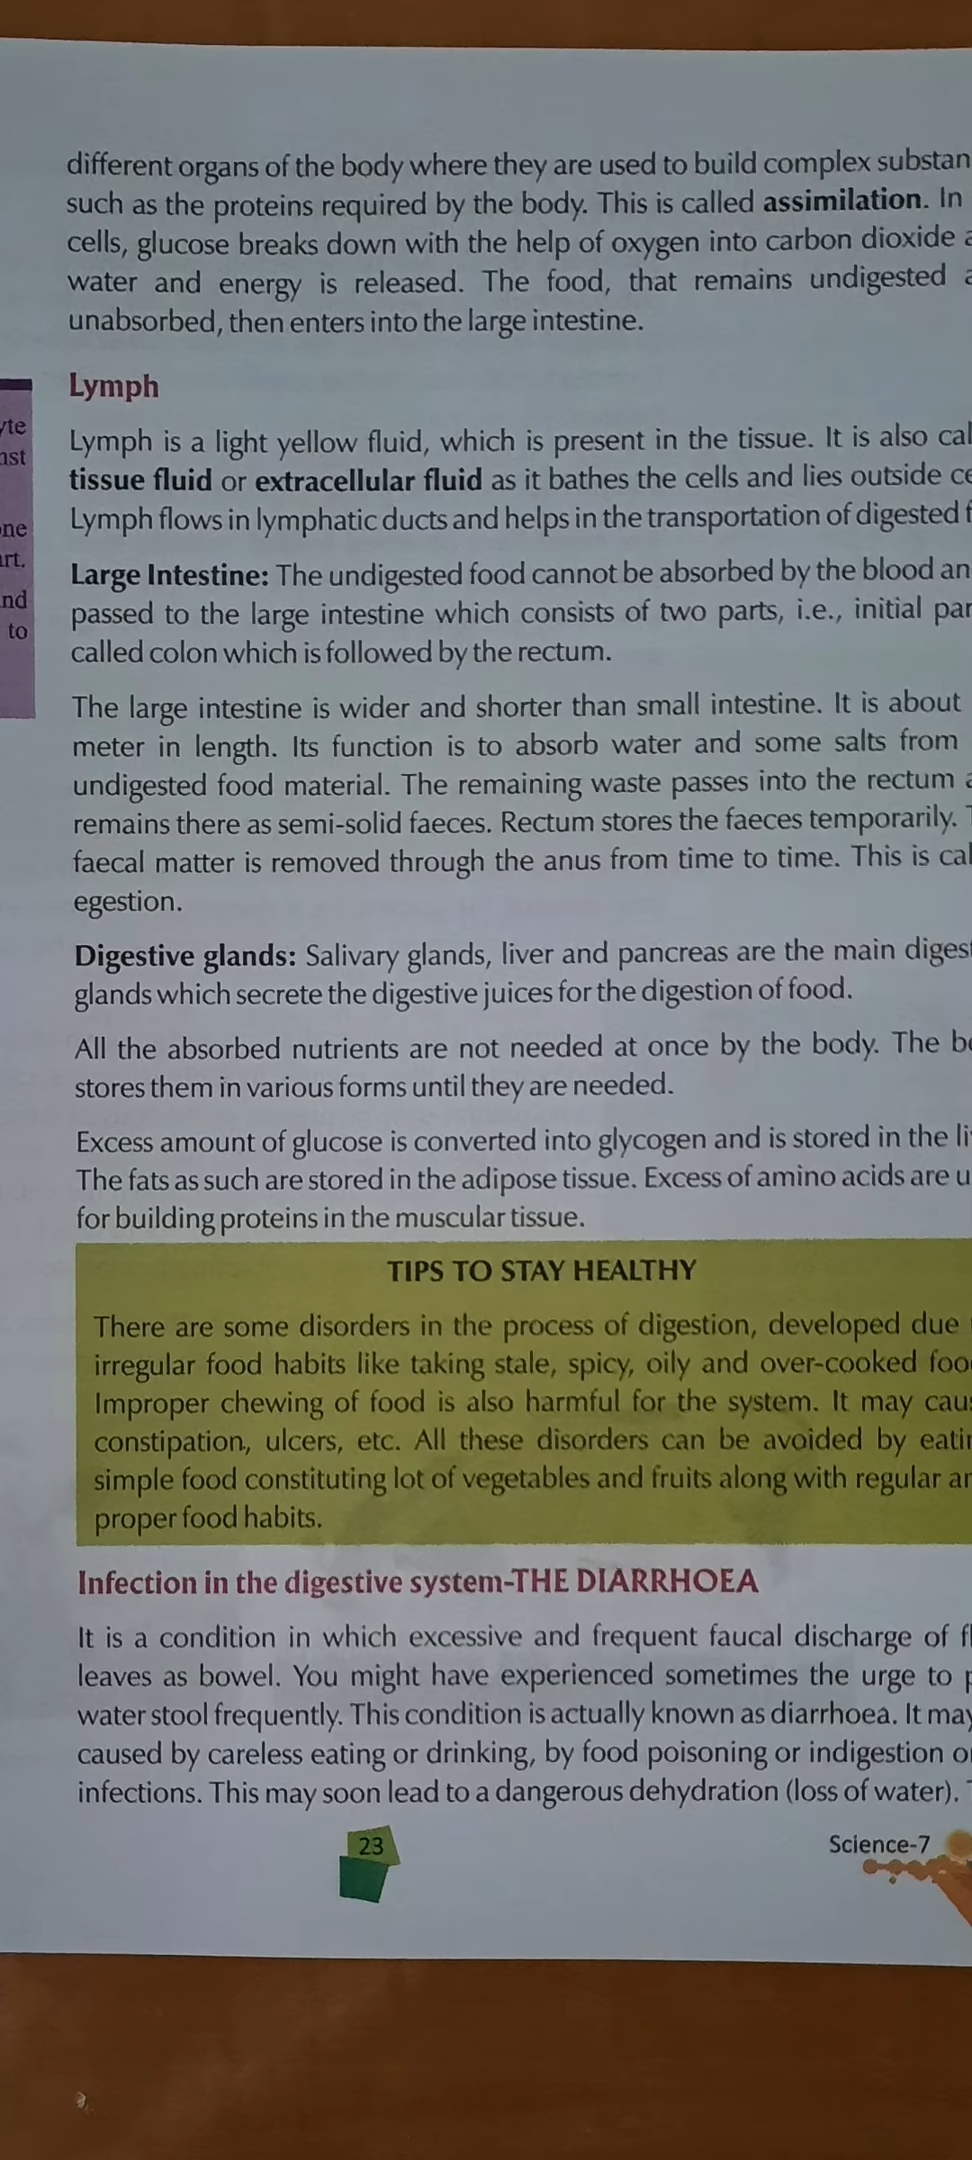 different organs of the body where they are used to build complex substan
such as the proteins required by the body. This is called assimilation. In
cells, glucose breaks down with the help of oxygen into carbon dioxide a
water and energy is released. The food, that remains undigested a
unabsorbed, then enters into the large intestine.
Lymph
yte
ast
one
art.
nd
to
Lymph is a light yellow fluid, which is present in the tissue. It is also cal
tissue fluid or extracellular fluid as it bathes the cells and lies outside ce
Lymph flows in lymphatic ducts and helps in the transportation of digested f
Large Intestine: The undigested food cannot be absorbed by the blood an
passed to the large intestine which consists of two parts, i.e., initial par
called colon which is followed by the rectum.
The large intestine is wider and shorter than small intestine. It is about
meter in length. Its function is to absorb water and some salts from
undigested food material. The remaining waste passes into the rectum a
remains there as semi-solid faeces. Rectum stores the faeces temporarily. T
faecal matter is removed through the anus from time to time. This is cal
egestion.
Digestive glands: Salivary glands, liver and pancreas are the main digest
glands which secrete the digestive juices for the digestion of food.
All the absorbed nutrients are not needed at once by the body. The bo
stores them in various forms until they are needed.
Excess amount of glucose is converted into glycogen and is stored in the li
The fats as such are stored in the adipose tissue. Excess of amino acids are u
for building proteins in the muscular tissue.
TIPS TO STAY HEALTHY
There are some disorders in the process of digestion, developed due
irregular food habits like taking stale, spicy, oily and over-cooked foo
Improper chewing of food is also harmful for the system. It may caus
constipation, ulcers, etc. All these disorders can be avoided by eatin
simple food constituting lot of vegetables and fruits along with regular an
proper food habits.
Infection in the digestive system-THE DIARRHOEA
It is a condition in which excessive and frequent faucal discharge of fl
leaves as bowel. You might have experienced sometimes the urge to p
water stool frequently. This condition is actually known as diarrhoea. It may
caused by careless eating or drinking, by food poisoning or indigestion o
infections. This may soon lead to a dangerous dehydration (loss of water). T
23
Science-7